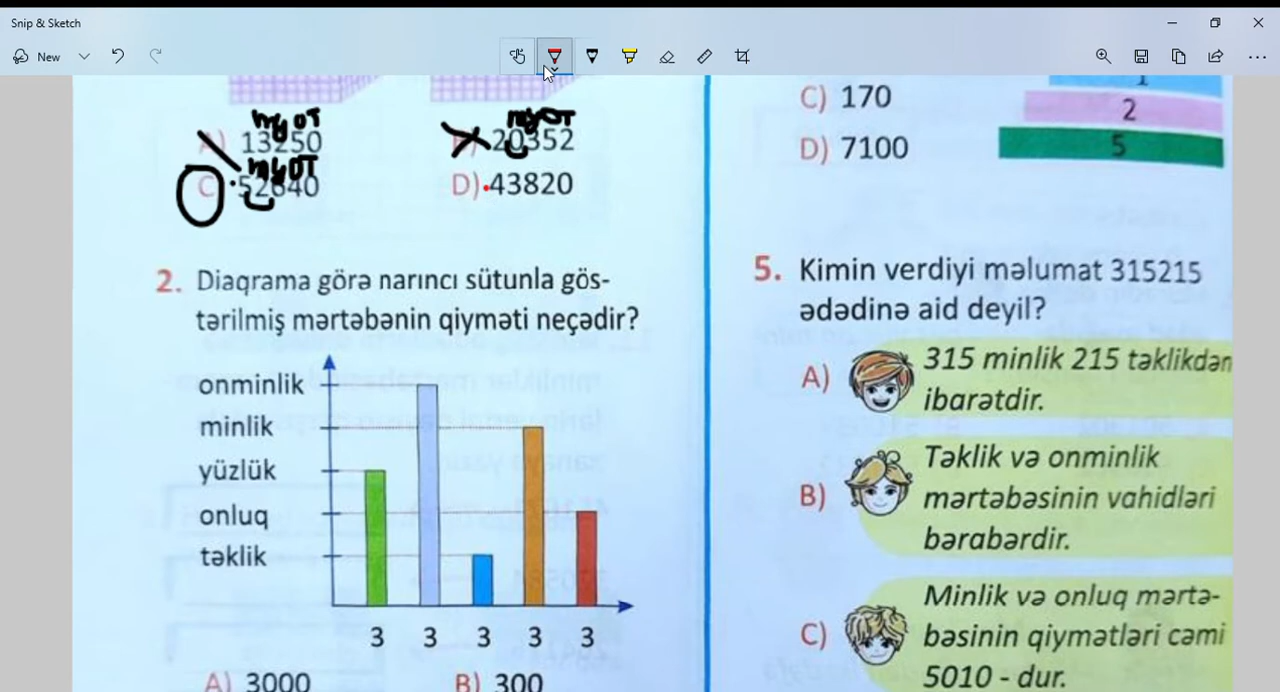 Snip & Sketch
New
A) 13250
20352
C 52640
D) 43820
2. Diaqrama görə narıncı sütunla gös-
tərilmiş mərtəbənin qiyməti neçədir?
onminlik
minlik
yüzlük
onluq
təklik
3 3 3 3 3
A) 3000
B) 300
C) 170
D) 7100
1
2
5
5. Kimin verdiyi məlumat 315215
ədədinə aid deyil?
A) 315 minlik 215 təklikdən
ibarətdir.
B) Təklik və onminlik
mərtəbəsinin vahidləri
bərabərdir.
C) Minlik və onluq mərtə-
bəsinin qiymətləri cəmi
5010 - dur.